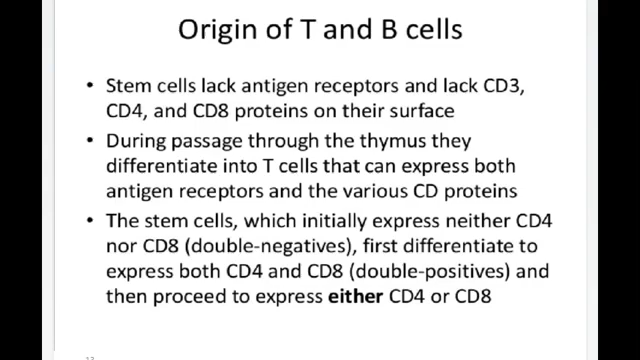 Origin of T and B cells
• Stem cells lack antigen receptors and lack CD3,
CD4, and CD8 proteins on their surface
• During passage through the thymus they
differentiate into T cells that can express both
antigen receptors and the various CD proteins
• The stem cells, which initially express neither CD4
nor CD8 (double-negatives), first differentiate to
express both CD4 and CD8 (double-positives) and
then proceed to express either CD4 or CD8